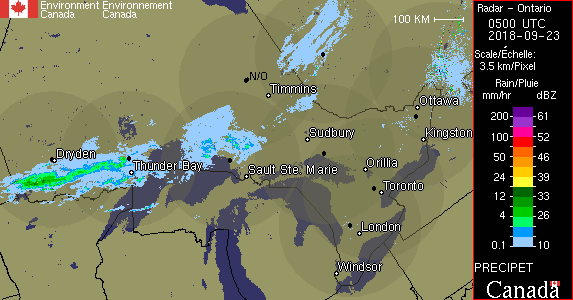 Environment Environnement
Canada Canada
100 KM
N/O
Timmins
Ottawa
Kingston
Sudbury
Dryden
Thunder Bay
Sault Ste. Marie
Orillia
Toronto
London
Windsor
Radar - Ontario
0500 UTC
2018-09-23
Scale/Échelle:
3.5 km/Pixel
Rain/Pluie
mm/hr dBZ
200 61
100 52
50 46
24 39
12 33
4 26
0.1 10
PRECIPET
Canada